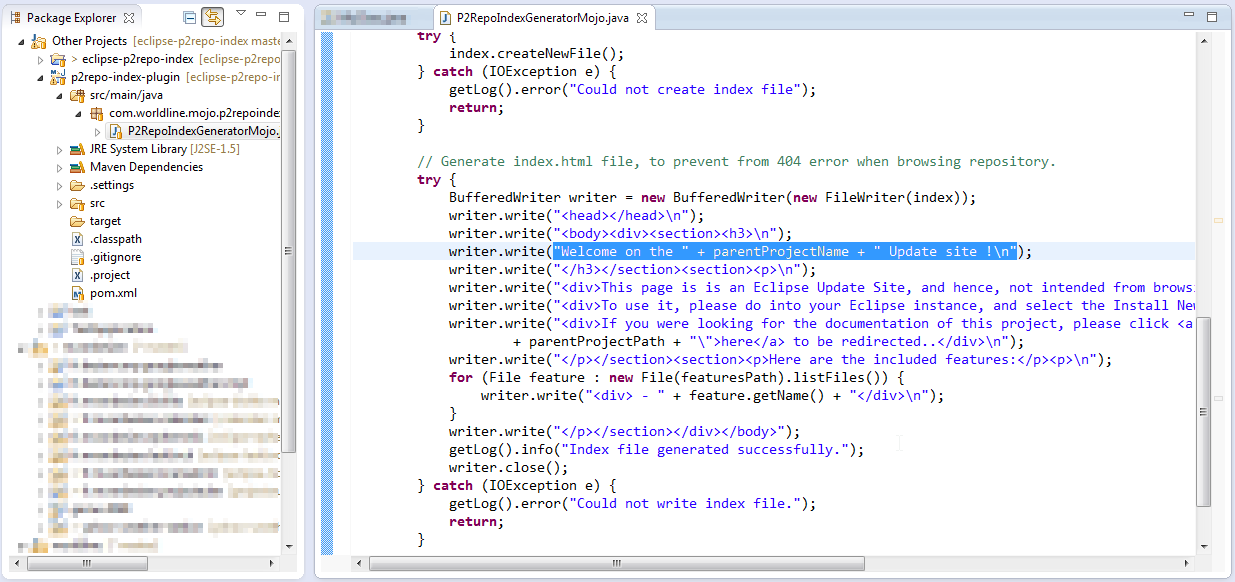 Package Explorer
Other Projects [eclipse-p2repo-index maste
> eclipse-p2repo-index [eclipse-p2repo
p2repo-index-plugin [eclipse-p2repo-ir
src/main/java
com.worldline.mojo.p2repoinde
P2RepoIndexGeneratorMojo.
JRE System Library [J2SE-1.5]
Maven Dependencies
.settings
src
target
.classpath
.gitignore
.project
pom.xml
P2RepoIndexGeneratorMojo.java
try {
index.createNewFile();
} catch (IOException e) {
getLog().error("Could not create index file");
return;
}
// Generate index.html file, to prevent from 404 error when browsing repository.
try {
BufferedWriter writer = new BufferedWriter(new FileWriter(index));
writer.write("<head></head>\n");
writer.write("<body><div><section><h3>\n");
writer.write("Welcome on the " + parentProjectName + " Update site !\n");
writer.write("</h3></section><section><p>\n");
writer.write("<div>This page is is an Eclipse Update Site, and hence, not intended from brows
writer.write("<div>To use it, please do into your Eclipse instance, and select the Install Ne
writer.write("<div>If you were looking for the documentation of this project, please click <a
+ parentProjectPath + "\">here</a> to be redirected..</div>\n");
writer.write("</p></section><section><p>Here are the included features:</p><p>\n");
for (File feature : new File(featuresPath).listFiles()) {
writer.write("<div> - " + feature.getName() + "</div>\n");
}
writer.write("</p></section></div></body>");
getLog().info("Index file generated successfully.");
writer.close();
} catch (IOException e) {
getLog().error("Could not write index file.");
return;
}